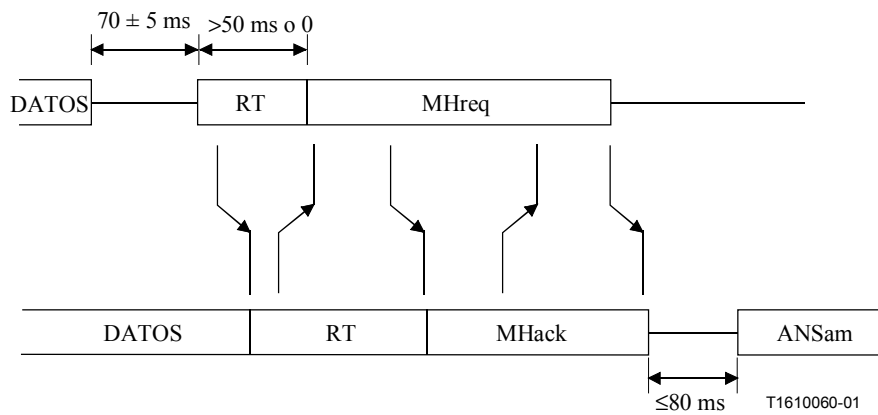 70 ± 5 ms
>50 ms o 0
DATOS
RT
MHreq
DATOS
RT
MHack
ANSam
≤80 ms
T1610060-01